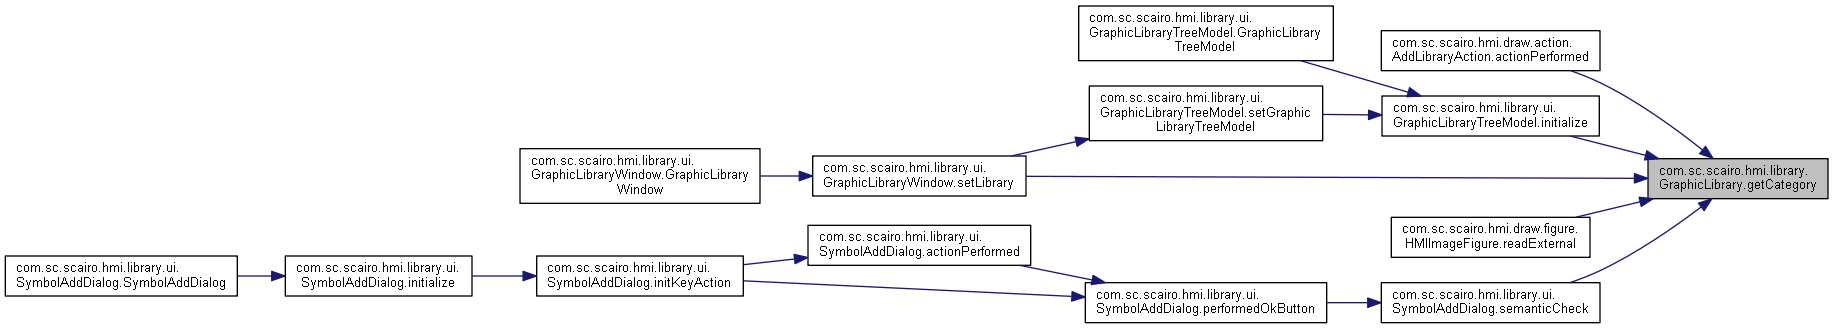 com.sc.scairo.hmi.library.ui.
GraphicLibraryTreeModel.GraphicLibrary
TreeModel
com.sc.scairo.hmi.draw.action.
AddLibraryAction.actionPerformed
com.sc.scairo.hmi.library.ui.
GraphicLibraryTreeModel.setGraphic
LibraryTreeModel
com.sc.scairo.hmi.library.ui.
GraphicLibraryTreeModel.initialize
com.sc.scairo.hmi.library.ui.
GraphicLibraryWindow.GraphicLibrary
Window
com.sc.scairo.hmi.library.ui.
GraphicLibraryWindow.setLibrary
com.sc.scairo.hmi.library.
GraphicLibrary.getCategory
com.sc.scairo.hmi.draw.figure.
HMIImageFigure.readExternal
com.sc.scairo.hmi.library.ui.
SymbolAddDialog.actionPerformed
com.sc.scairo.hmi.library.ui.
SymbolAddDialog.SymbolAddDialog
com.sc.scairo.hmi.library.ui.
SymbolAddDialog.initialize
com.sc.scairo.hmi.library.ui.
SymbolAddDialog.initKeyAction
com.sc.scairo.hmi.library.ui.
SymbolAddDialog.performedOkButton
com.sc.scairo.hmi.library.ui.
SymbolAddDialog.semanticCheck